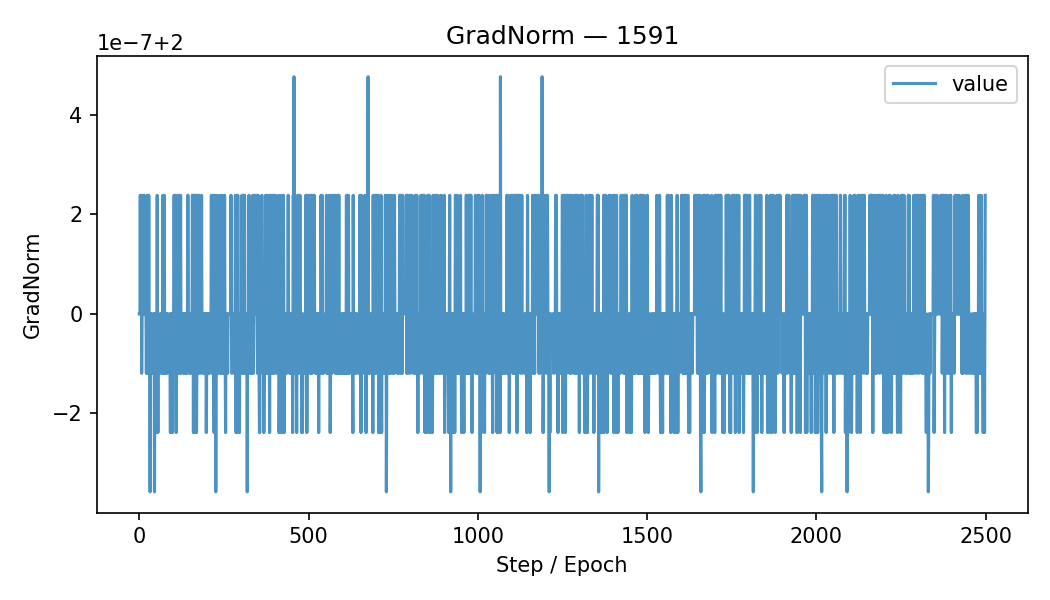 GradNorm — 1591
1e−7+2
value
4
2
0
−2
GradNorm
0 500 1000 1500 2000 2500
Step / Epoch